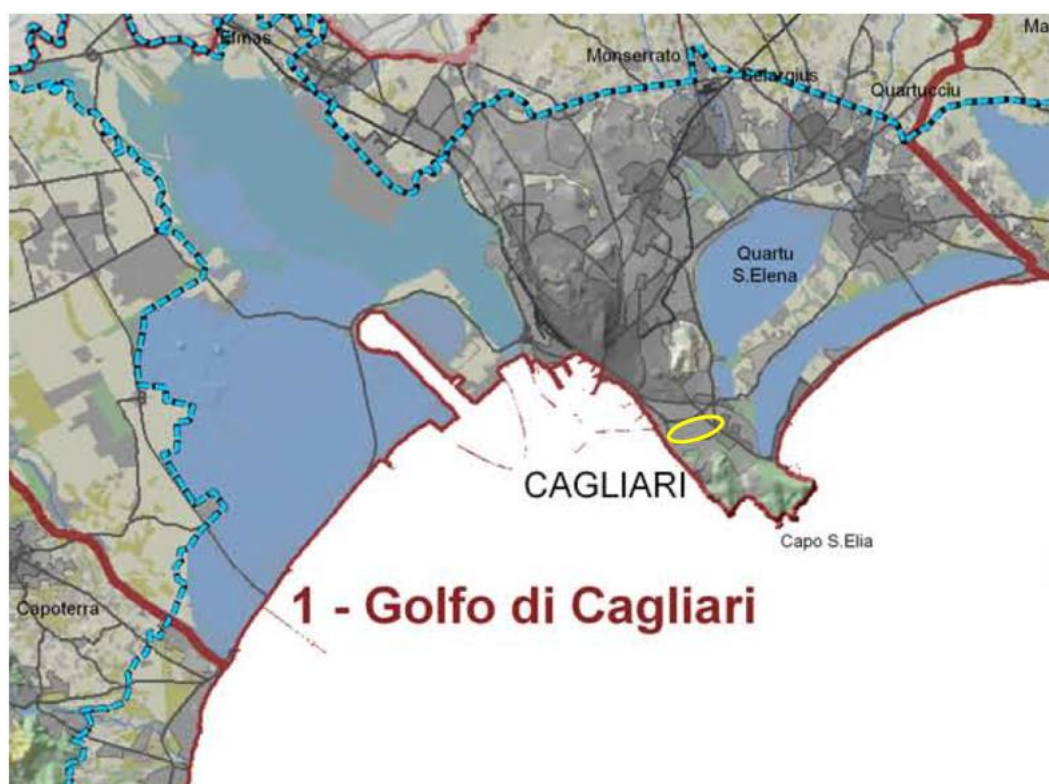 Elmas
Monserrato
Selargius
Ma
Quartucciu
Quartu
S.Elena
CAGLIARI
Capo S.Elia
1 - Golfo di Cagliari
Capoterra